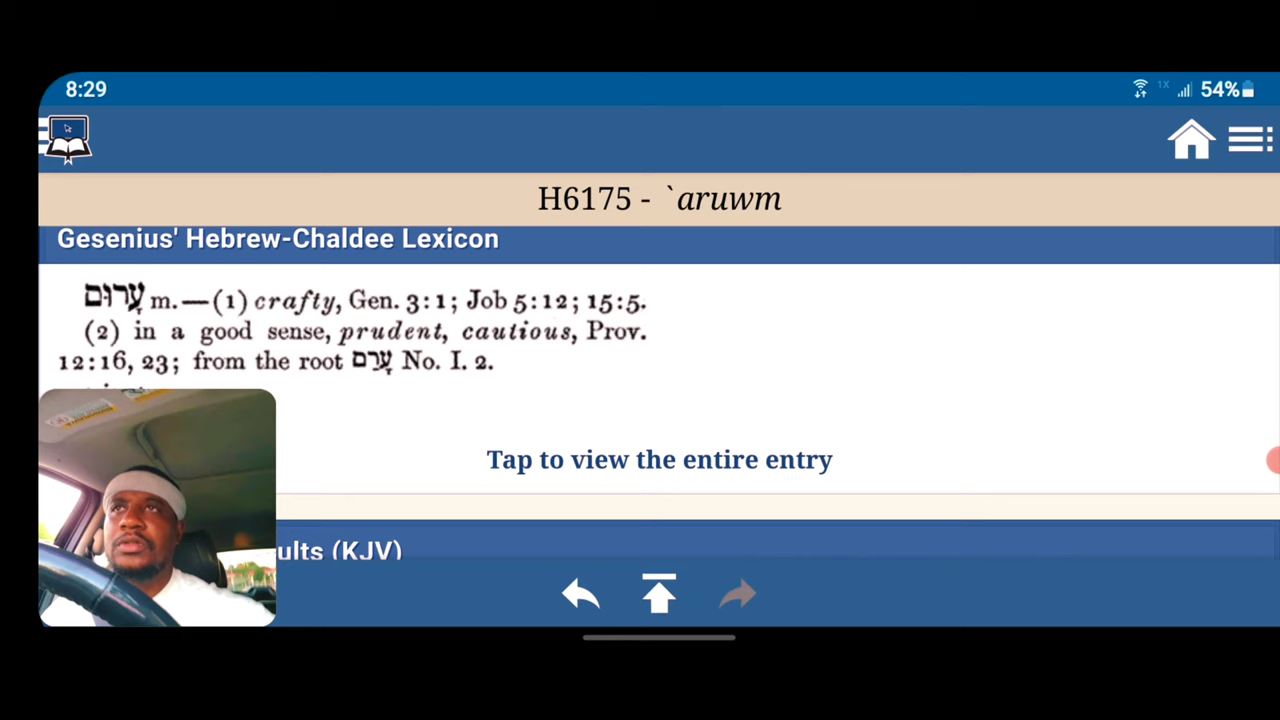 8:29
1X
54%
H6175 - `aruwm
Gesenius' Hebrew-Chaldee Lexicon
עָרוּם m.—(1) crafty, Gen. 3:1; Job 5:12; 15:5.
(2) in a good sense, prudent, cautious, Prov.
12:16, 23; from the root עָרַם No. I. 2.
Tap to view the entire entry
ults (KJV)